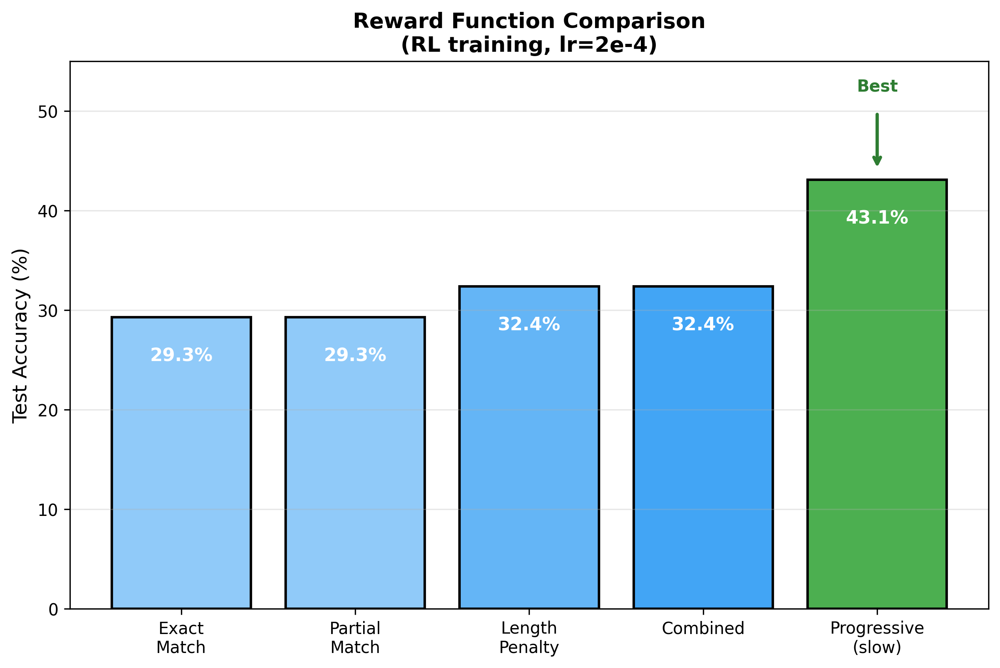 Reward Function Comparison
(RL training, lr=2e-4)
Best
50
40
30
20
10
0
Test Accuracy (%)
29.3%
29.3%
32.4%
32.4%
43.1%
Exact
Match
Partial
Match
Length
Penalty
Combined
Progressive
(slow)